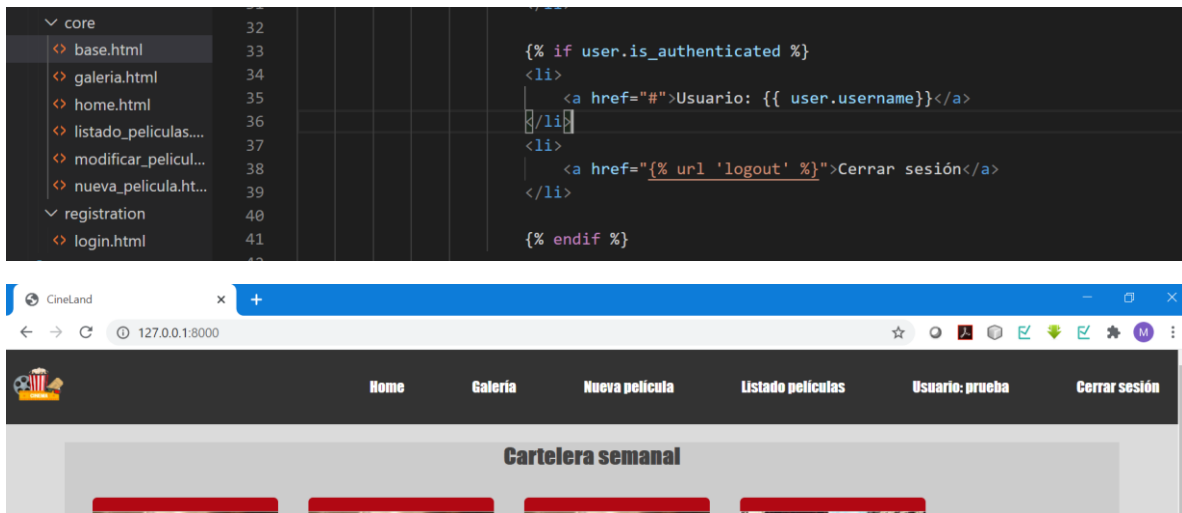 core
base.html
galeria.html
home.html
listado_peliculas....
modificar_pelicul...
nueva_pelicula.ht...
registration
login.html
32
33 {% if user.is_authenticated %}
34 <li>
35 <a href="#">Usuario: {{ user.username}}</a>
36 </li>
37 <li>
38 <a href="{% url 'logout' %}">Cerrar sesión</a>
39 </li>
40
41 {% endif %}
CineLand
127.0.0.1:8000
M
Home Galería Nueva película Listado películas Usuario: prueba Cerrar sesión
Cartelera semanal